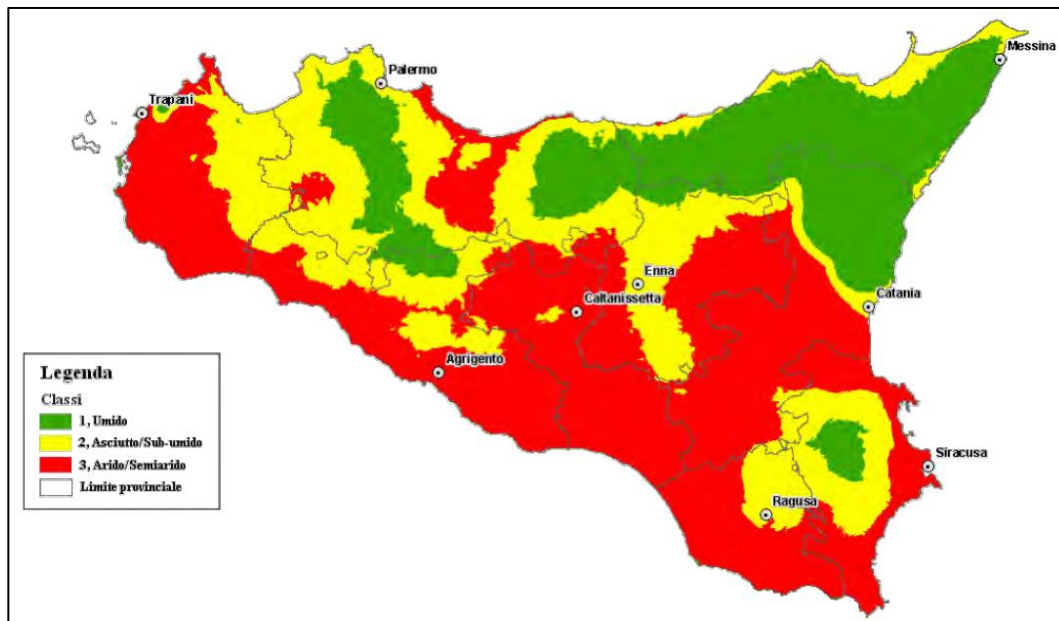 Messina
Palermo
Trapani
Enna
Caltanissetta
Catania
Agrigento
Siracusa
Ragusa
Legenda
Classi
1, Umido
2, Asciutto/Sub-umido
3, Arido/Semiarido
Limite provinciale